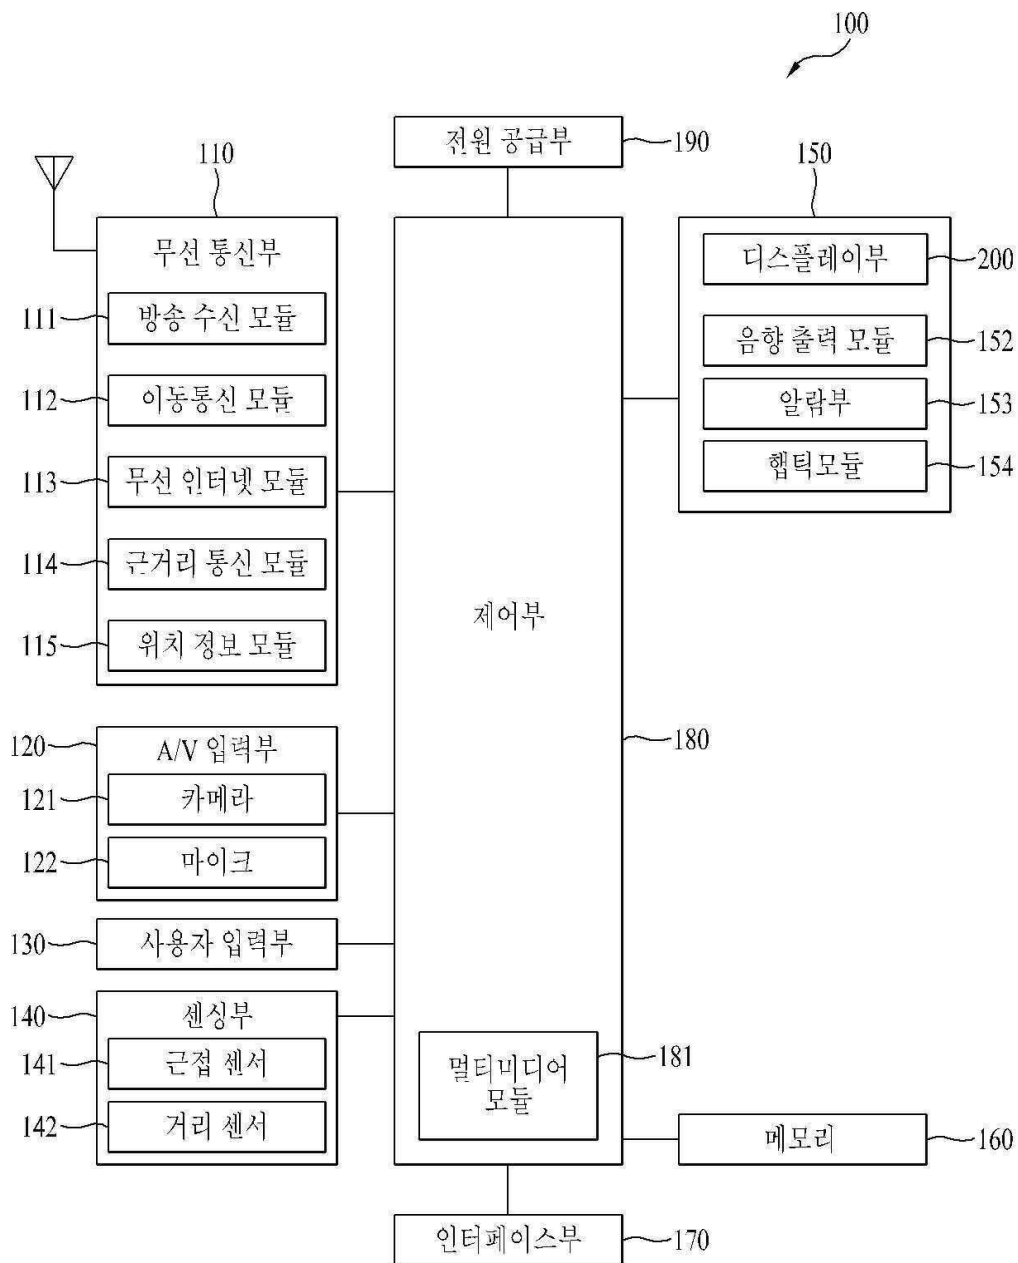 100
전원 공급부
190
110
무선 통신부
111
방송 수신 모듈
112
이동통신 모듈
113
무선 인터넷 모듈
114
근거리 통신 모듈
115
위치 정보 모듈
120
A/V 입력부
121
카메라
122
마이크
130
사용자 입력부
140
센싱부
141
근접 센서
142
거리 센서
제어부
180
멀티미디어
모듈
181
150
디스플레이부
200
음향 출력 모듈
152
알람부
153
햅틱모듈
154
메모리
160
인터페이스부
170